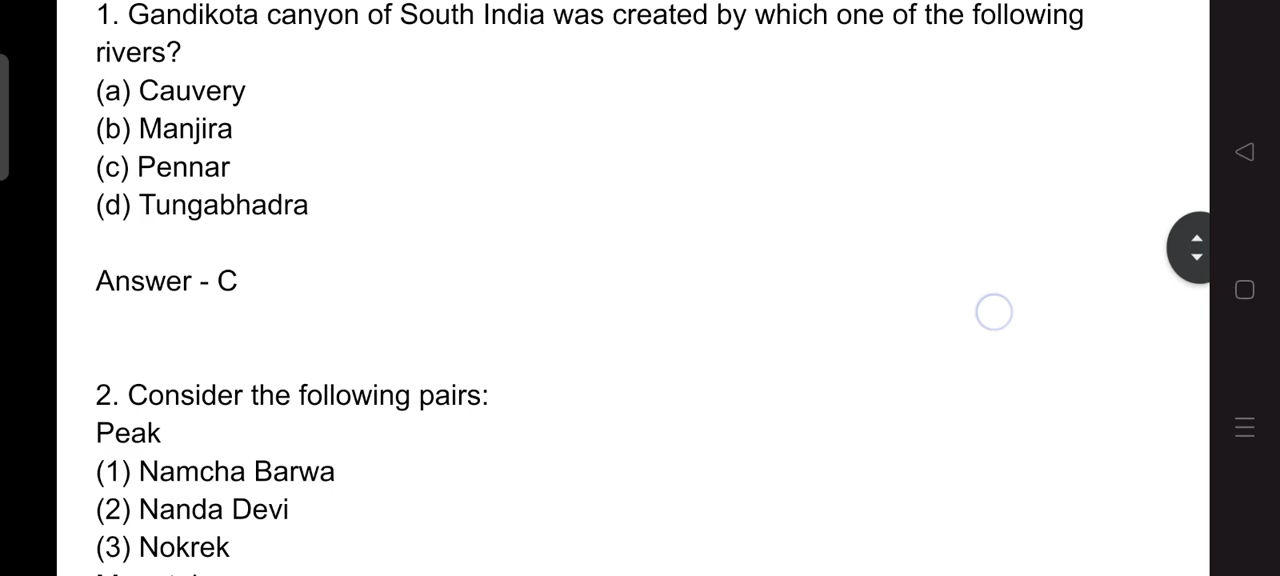 1. Gandikota canyon of South India was created by which one of the following
rivers?
(a) Cauvery
(b) Manjira
(c) Pennar
(d) Tungabhadra
Answer - C
2. Consider the following pairs:
Peak
(1) Namcha Barwa
(2) Nanda Devi
(3) Nokrek